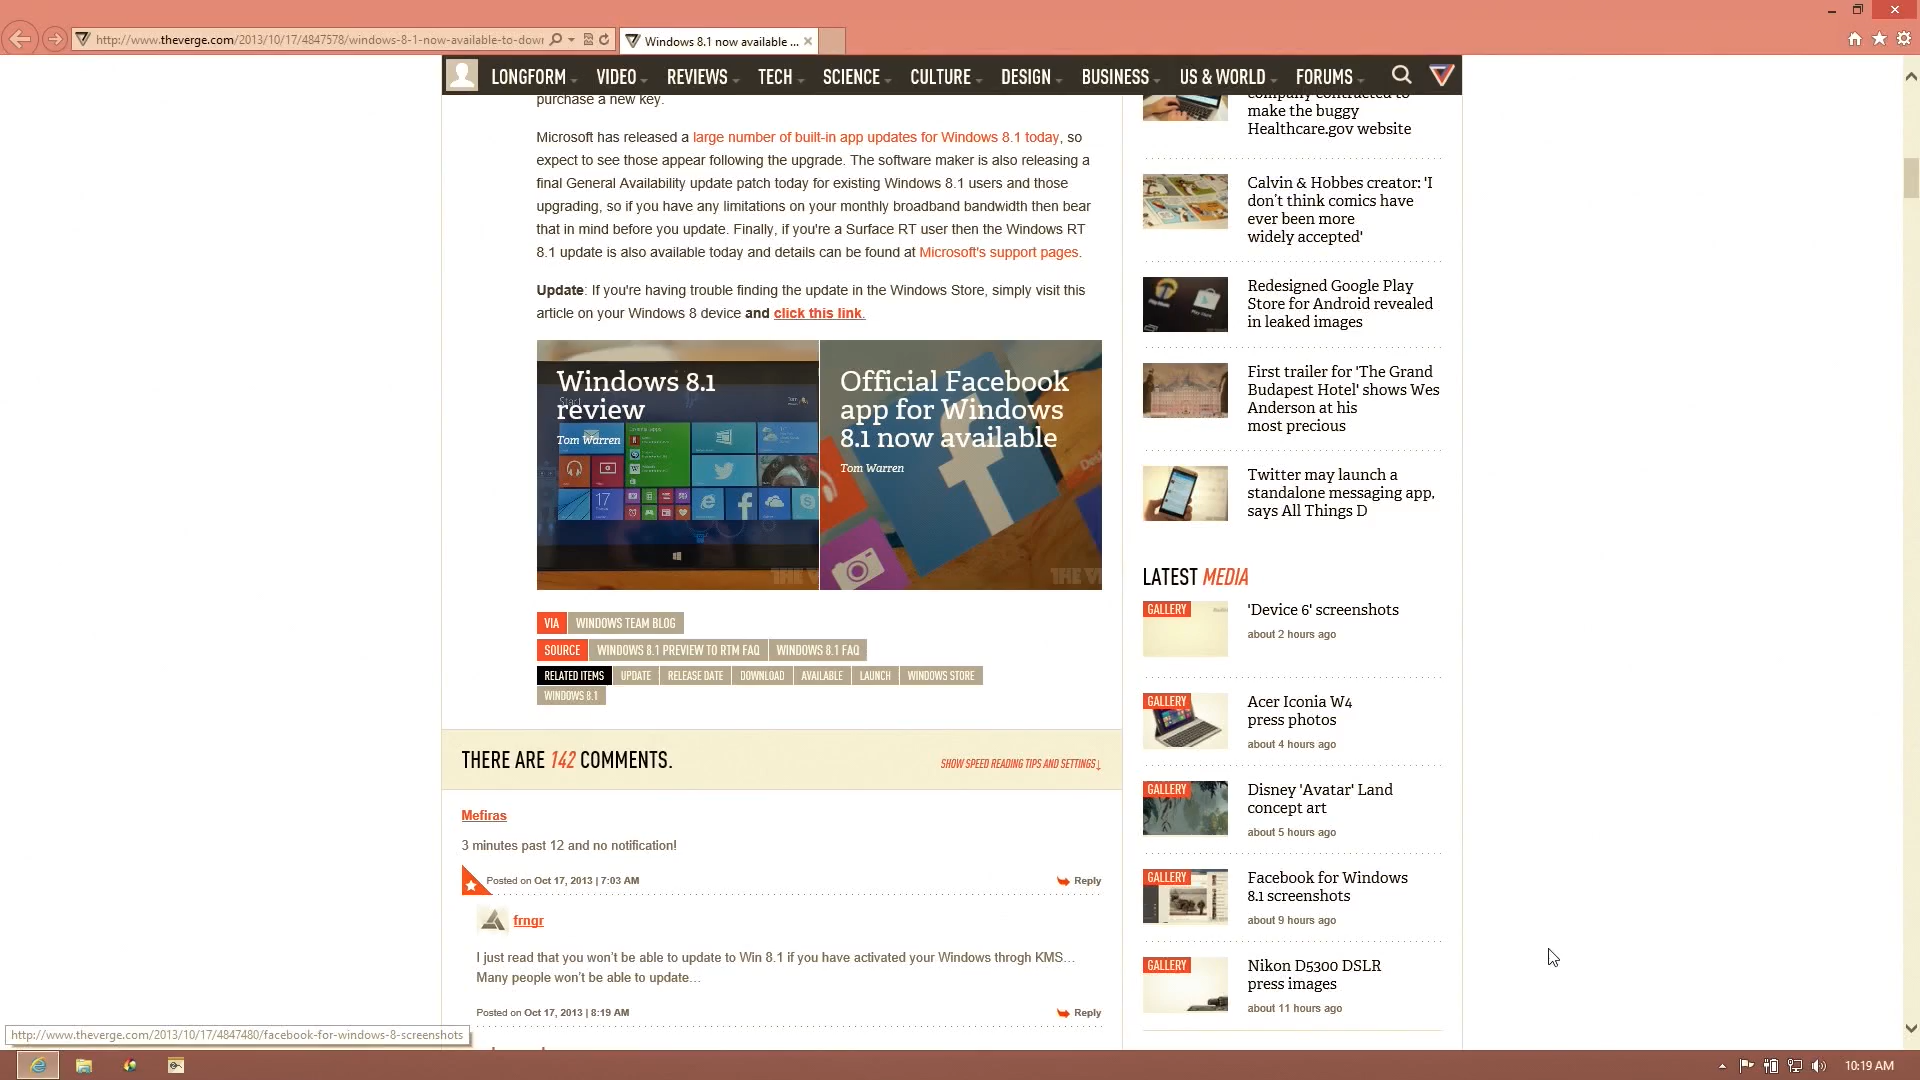 http://www.theverge.com/2013/10/17/4847578/windows-8-1-now-available-to-dow
Windows 8.1 now available ...
LONGFORM VIDEO REVIEWS TECH SCIENCE CULTURE DESIGN BUSINESS US & WORLD FORUMS
purchase a new key.
Microsoft has released a large number of built-in app updates for Windows 8.1 today, so
expect to see those appear following the upgrade. The software maker is also releasing a
final General Availability update patch today for existing Windows 8.1 users and those
upgrading, so if you have any limitations on your monthly broadband bandwidth then bear
that in mind before you update. Finally, if you're a Surface RT user then the Windows RT
8.1 update is also available today and details can be found at Microsoft's support pages.
Update: If you're having trouble finding the update in the Windows Store, simply visit this
article on your Windows 8 device and click this link.
Windows 8.1
review
Start
Tom Warren
17
THE V
Official Facebook
app for Windows
8.1 now available
Tom Warren
THE VE
VIA WINDOWS TEAM BLOG
SOURCE WINDOWS 8.1 PREVIEW TO RTM FAQ WINDOWS 8.1 FAQ
RELATED ITEMS UPDATE RELEASE DATE DOWNLOAD AVAILABLE LAUNCH WINDOWS STORE
WINDOWS 8.1
THERE ARE 142 COMMENTS.
SHOW SPEED READING TIPS AND SETTINGS↓
Mefiras
3 minutes past 12 and no notification!
Posted on Oct 17, 2013 | 7:03 AM
Reply
frngr
I just read that you won't be able to update to Win 8.1 if you have activated your Windows throgh KMS…
Many people won't be able to update…
Posted on Oct 17, 2013 | 8:19 AM
Reply
company contracted to
make the buggy
Healthcare.gov website
Calvin & Hobbes creator: 'I
don't think comics have
ever been more
widely accepted'
Redesigned Google Play
Store for Android revealed
in leaked images
First trailer for 'The Grand
Budapest Hotel' shows Wes
Anderson at his
most precious
Twitter may launch a
standalone messaging app,
says All Things D
LATEST MEDIA
GALLERY
'Device 6' screenshots
about 2 hours ago
GALLERY
Acer Iconia W4
press photos
about 4 hours ago
GALLERY
Disney 'Avatar' Land
concept art
about 5 hours ago
GALLERY
Facebook for Windows
8.1 screenshots
about 9 hours ago
GALLERY
Nikon D5300 DSLR
press images
about 11 hours ago
http://www.theverge.com/2013/10/17/4847480/facebook-for-windows-8-screenshots
10:19 AM